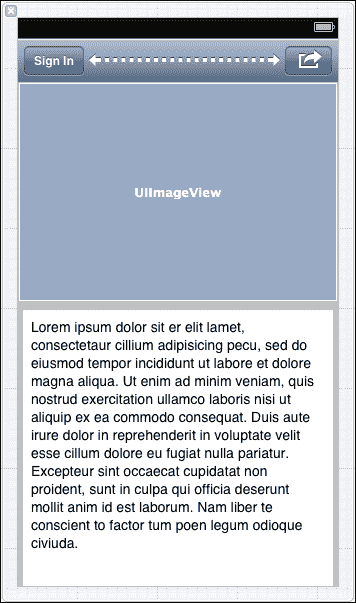 Sign In
UIImageView
Lorem ipsum dolor sit er elit lamet,
consectetaur cillium adipisicing pecu, sed do
eiusmod tempor incididunt ut labore et dolore
magna aliqua. Ut enim ad minim veniam, quis
nostrud exercitation ullamco laboris nisi ut
aliquip ex ea commodo consequat. Duis aute
irure dolor in reprehenderit in voluptate velit
esse cillum dolore eu fugiat nulla pariatur.
Excepteur sint occaecat cupidatat non
proident, sunt in culpa qui officia deserunt
mollit anim id est laborum. Nam liber te
conscient to factor tum poen legum odioque
civiuda.